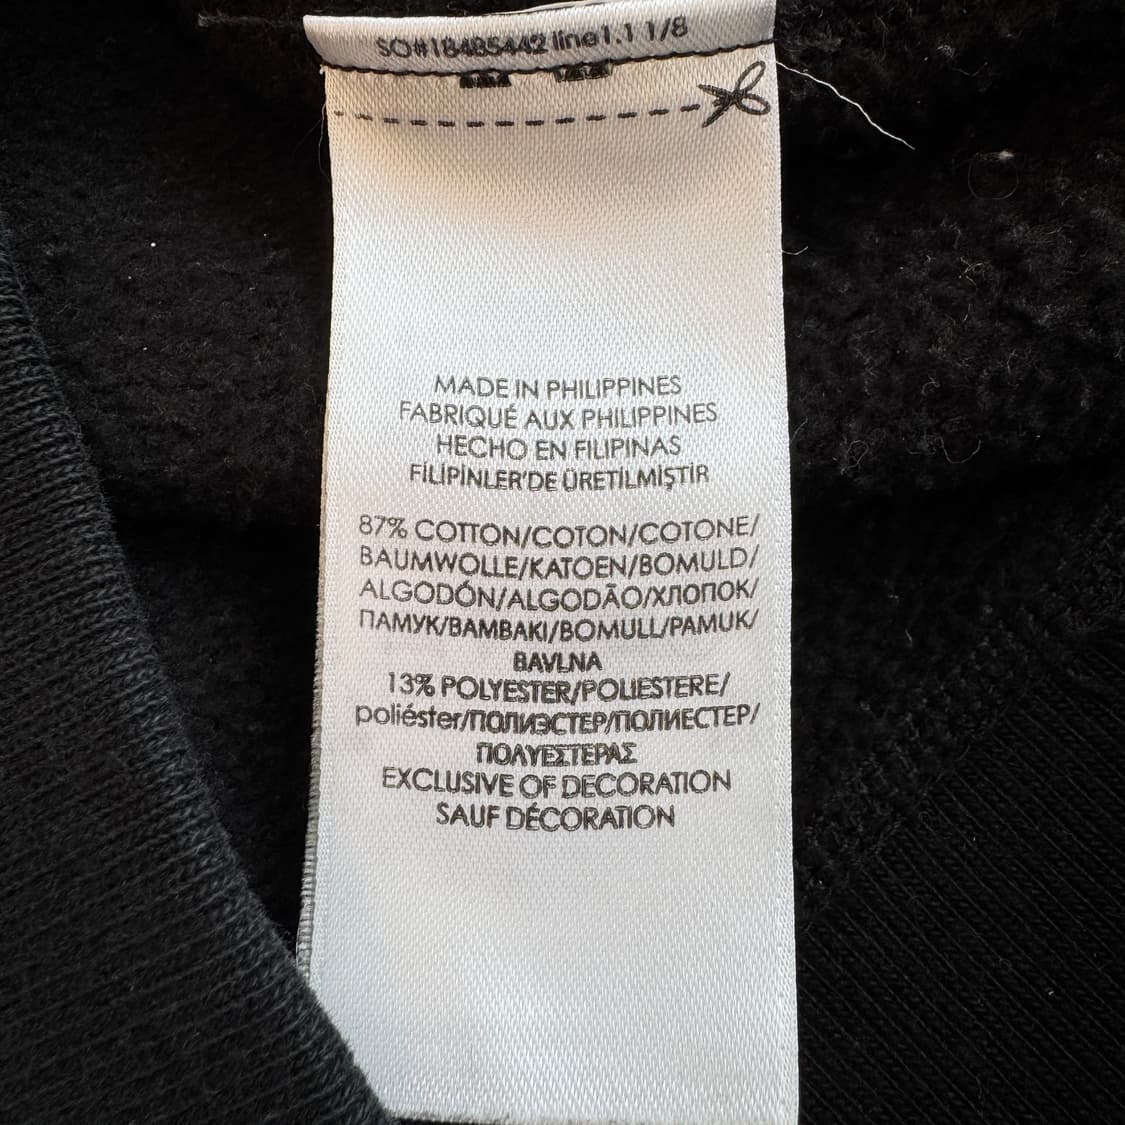 SO#18485442 line1.1 1/8
MADE IN PHILIPPINES
FABRIQUÉ AUX PHILIPPINES
HECHO EN FILIPINAS
FİLİPİNLER'DE ÜRETİLMİŞTİR
87% COTTON/COTON/COTONE/
BAUMWOLLE/KATOEN/BOMULD/
ALGODÓN/ALGODÃO/ХЛОПОК/
ПАМУК/ΒΑΜΒΑΚΙ/BOMULL/PAMUK/
BAVLNA
13% POLYESTER/POLIESTERE/
poliéster/ПОЛИЭСТЕР/ПОЛИЕСТЕР/
ΠΟΛΥΕΣΤΕΡΑΣ
EXCLUSIVE OF DECORATION
SAUF DÉCORATION